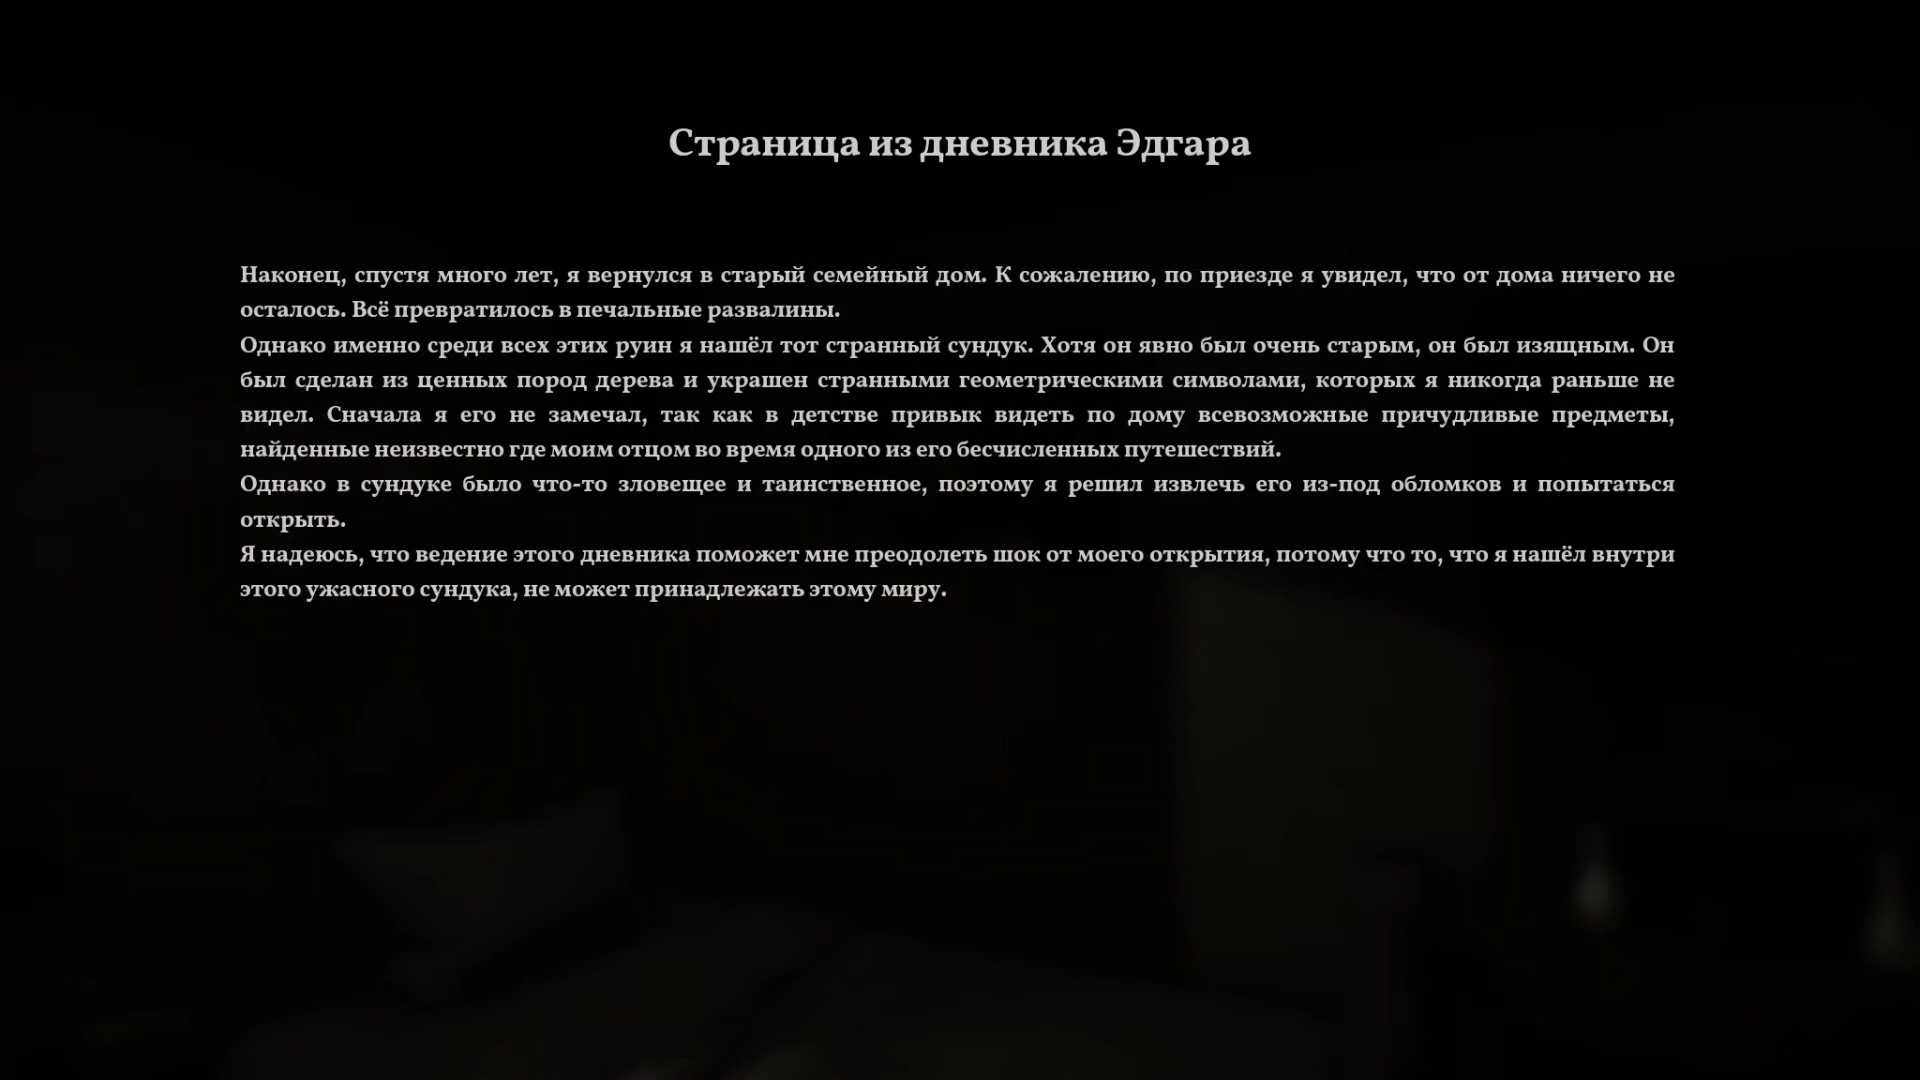 Страница из дневника Эдгара
Наконец, спустя много лет, я вернулся в старый семейный дом. К сожалению, по приезде я увидел, что от дома ничего не
осталось. Всё превратилось в печальные развалины.
Однако именно среди всех этих руин я нашёл тот странный сундук. Хотя он явно был очень старым, он был изящным. Он
был сделан из ценных пород дерева и украшен странными геометрическими символами, которых я никогда раньше не
видел. Сначала я его не замечал, так как в детстве привык видеть по дому всевозможные причудливые предметы,
найденные неизвестно где моим отцом во время одного из его бесчисленных путешествий.
Однако в сундуке было что-то зловещее и таинственное, поэтому я решил извлечь его из-под обломков и попытаться
открыть.
Я надеюсь, что ведение этого дневника поможет мне преодолеть шок от моего открытия, потому что то, что я нашёл внутри
этого ужасного сундука, не может принадлежать этому миру.